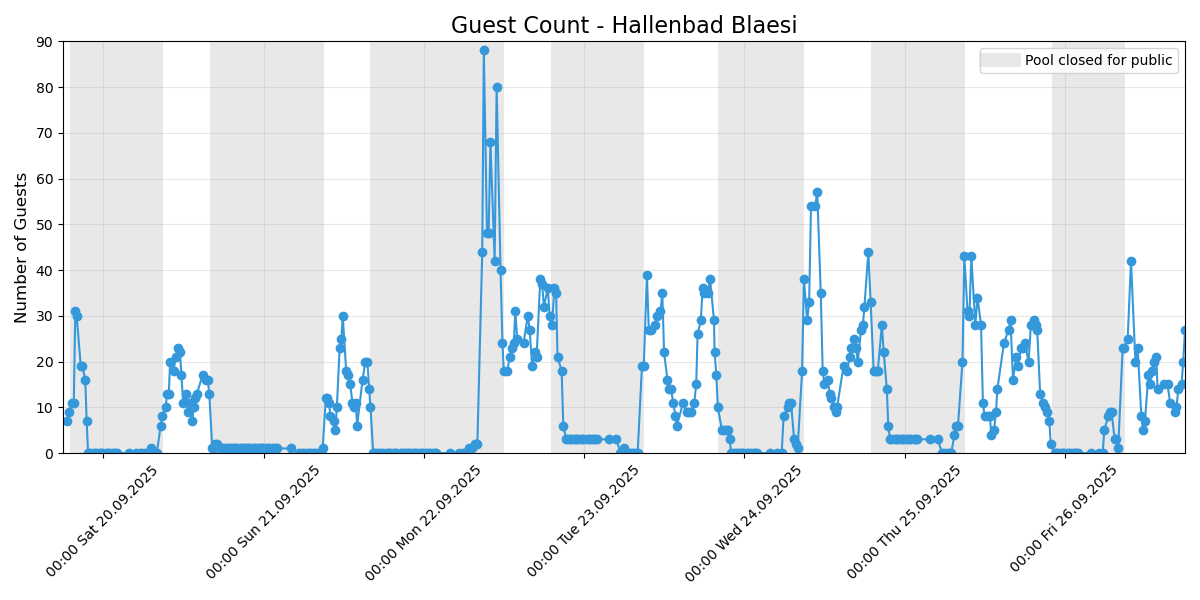 Guest Count - Hallenbad Blaesi
Pool closed for public
Number of Guests
90
80
70
60
50
40
30
20
10
0
00:00 Sat 20.09.2025
00:00 Sun 21.09.2025
00:00 Mon 22.09.2025
00:00 Tue 23.09.2025
00:00 Wed 24.09.2025
00:00 Thu 25.09.2025
00:00 Fri 26.09.2025